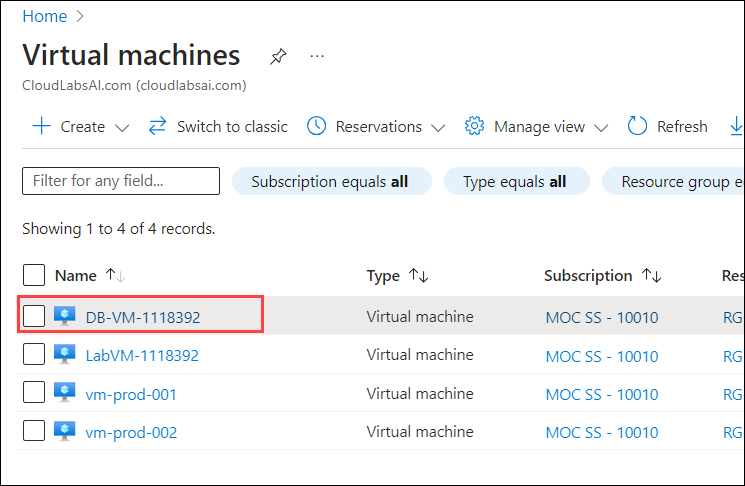 Home >
Virtual machines ...
CloudLabsAI.com (cloudlabsai.com)
+ Create Switch to classic Reservations Manage view Refresh
Filter for any field... Subscription equals all Type equals all Resource group e
Showing 1 to 4 of 4 records.
Name ↑↓ Type ↑↓ Subscription ↑↓ Res
DB-VM-1118392 Virtual machine MOC SS - 10010 RG
LabVM-1118392 Virtual machine MOC SS - 10010 RG
vm-prod-001 Virtual machine MOC SS - 10010 RG
vm-prod-002 Virtual machine MOC SS - 10010 RG